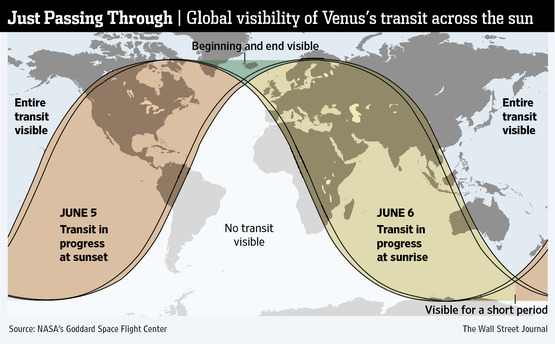 Just Passing Through | Global visibility of Venus's transit across the sun
Beginning and end visible
Entire
transit
visible
Entire
transit
visible
JUNE 5
Transit in
progress
at sunset
No transit
visible
JUNE 6
Transit in
progress
at sunrise
Visible for a short period
Source: NASA's Goddard Space Flight Center
The Wall Street Journal